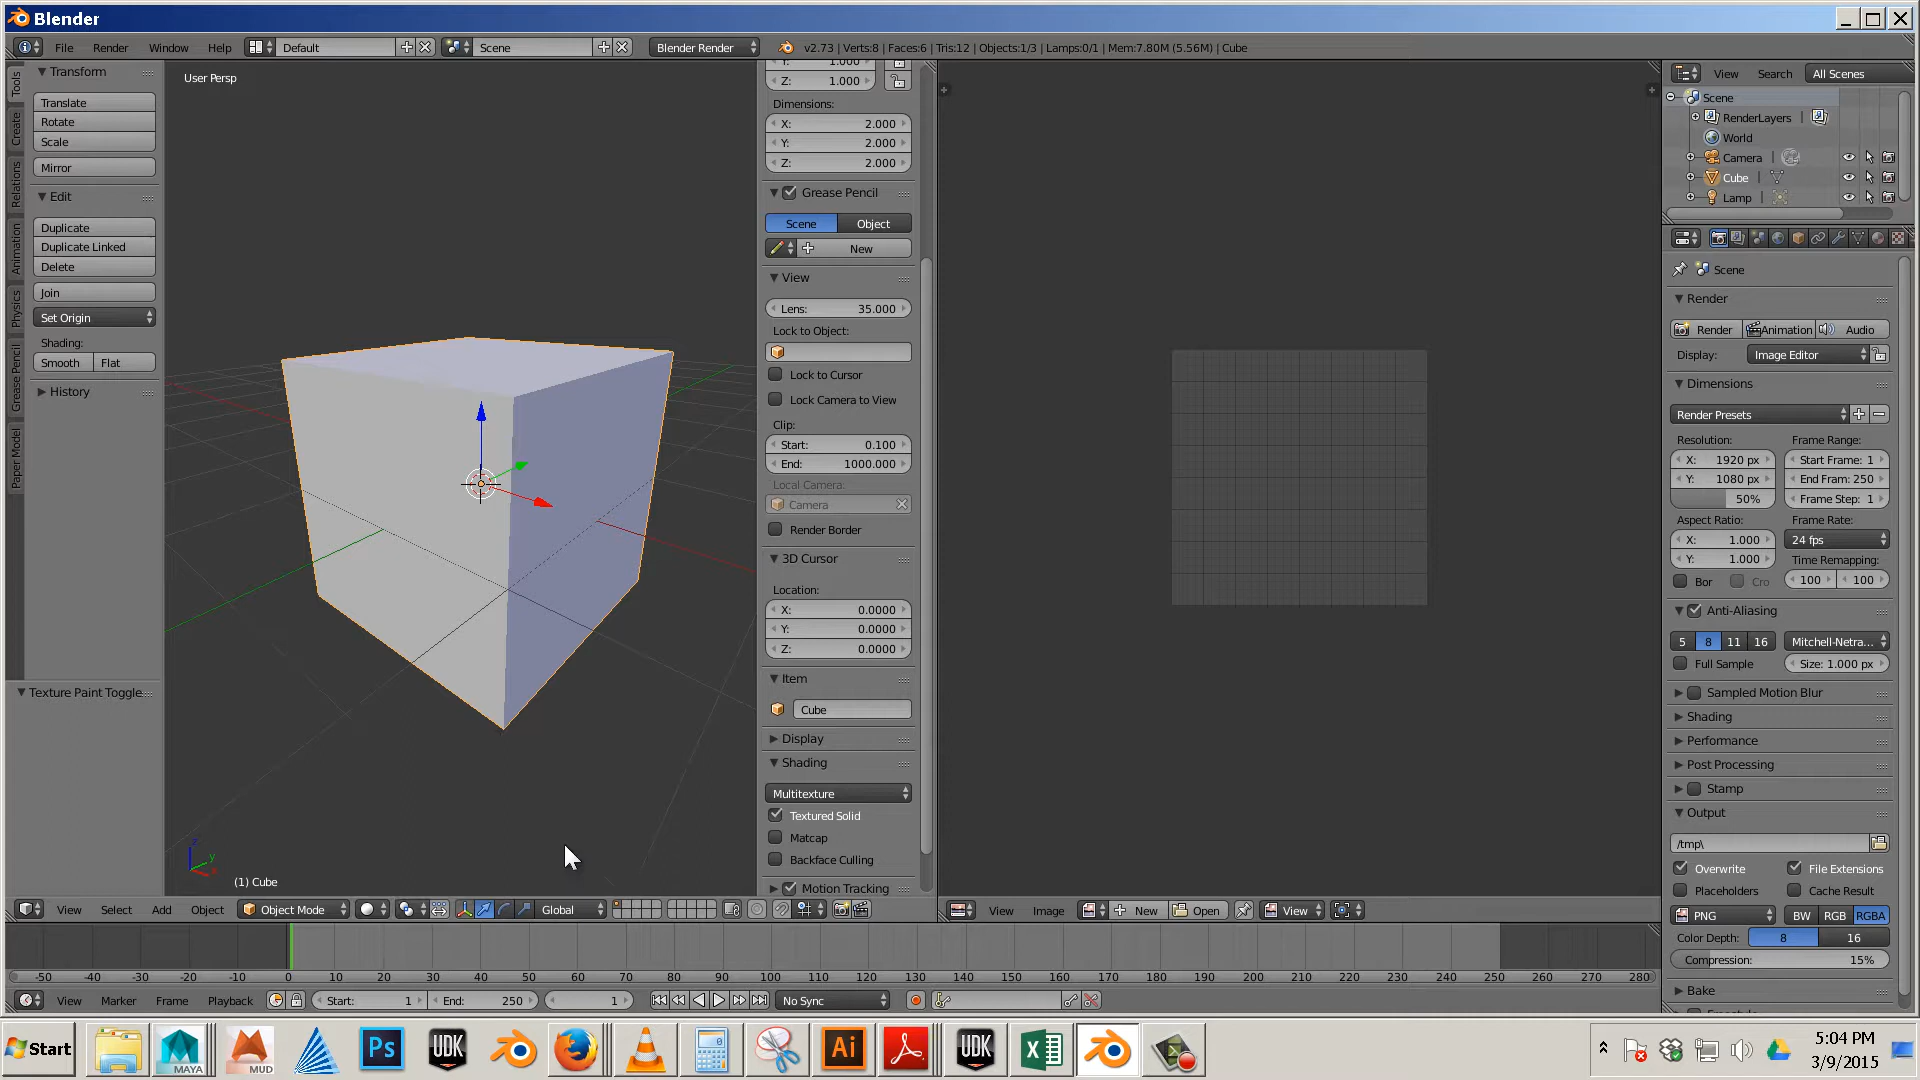 Blender
File Render Window Help Default Scene Blender Render v2.73 | Verts:8 | Faces:6 | Tris:12 | Objects:1/3 | Lamps:0/1 | Mem:7.80M (5.56M) | Cube
Tools
Create
Relations
Animation
Physics
Grease Pencil
Paper Model
Transform
Translate
Rotate
Scale
Mirror
Edit
Duplicate
Duplicate Linked
Delete
Join
Set Origin
Shading:
Smooth Flat
History
Texture Paint Toggle
User Persp
(1) Cube
Y: 1.000
Z: 1.000
Dimensions:
X: 2.000
Y: 2.000
Z: 2.000
Grease Pencil
Scene Object
New
View
Lens: 35.000
Lock to Object:
Lock to Cursor
Lock Camera to View
Clip:
Start: 0.100
End: 1000.000
Local Camera:
Camera
Render Border
3D Cursor
Location:
X: 0.0000
Y: 0.0000
Z: 0.0000
Item
Cube
Display
Shading
Multitexture
Textured Solid
Matcap
Backface Culling
Motion Tracking
View Search All Scenes
Scene
RenderLayers
World
Camera
Cube
Lamp
Scene
Render
Render Animation Audio
Display: Image Editor
Dimensions
Render Presets
Resolution: Frame Range:
X: 1920 px Start Frame: 1
Y: 1080 px End Fram: 250
50% Frame Step: 1
Aspect Ratio: Frame Rate:
X: 1.000 24 fps
Y: 1.000 Time Remapping:
Bor Cro 100 100
Anti-Aliasing
5 8 11 16 Mitchell-Netra...
Full Sample Size: 1.000 px
Sampled Motion Blur
Shading
Performance
Post Processing
Stamp
Output
/tmp\
Overwrite File Extensions
Placeholders Cache Result
PNG BW RGB RGBA
Color Depth: 8 16
Compression: 15%
Bake
View Select Add Object Object Mode Global
View Image New Open View
-50 -40 -30 -20 -10 0 10 20 30 40 50 60 70 80 90 100 110 120 130 140 150 160 170 180 190 200 210 220 230 240 250 260 270 280
View Marker Frame Playback Start: 1 End: 250 1 No Sync
Start MAYA MUD Ps UDK Ai UDK
5:04 PM
3/9/2015